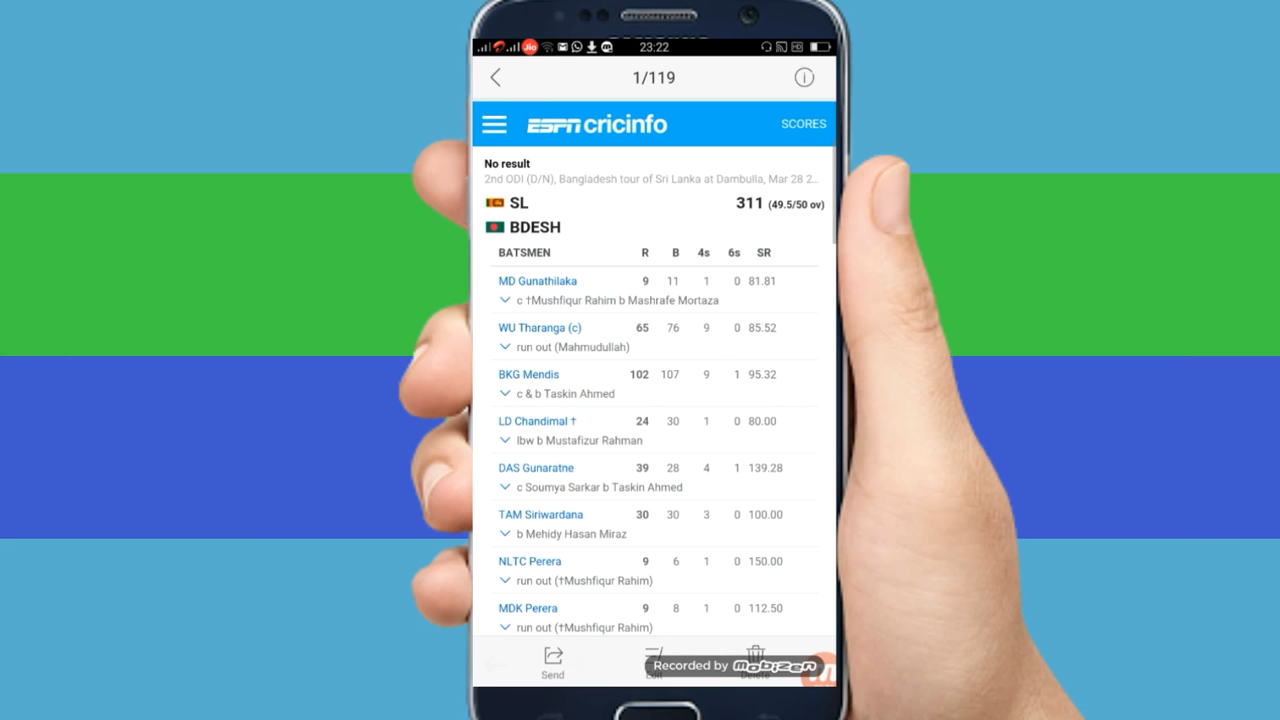 Jio 23:22 HD
1/119
ESPN cricinfo SCORES
No result
2nd ODI (D/N), Bangladesh tour of Sri Lanka at Dambulla, Mar 28 2...
SL 311 (49.5/50 ov)
BDESH
BATSMEN R B 4s 6s SR
MD Gunathilaka 9 11 1 0 81.81
c †Mushfiqur Rahim b Mashrafe Mortaza
WU Tharanga (c) 65 76 9 0 85.52
run out (Mahmudullah)
BKG Mendis 102 107 9 1 95.32
c & b Taskin Ahmed
LD Chandimal † 24 30 1 0 80.00
lbw b Mustafizur Rahman
DAS Gunaratne 39 28 4 1 139.28
c Soumya Sarkar b Taskin Ahmed
TAM Siriwardana 30 30 3 0 100.00
b Mehidy Hasan Miraz
NLTC Perera 9 6 1 0 150.00
run out (†Mushfiqur Rahim)
MDK Perera 9 8 1 0 112.50
run out (†Mushfiqur Rahim)
Recorded by mobizen
Send